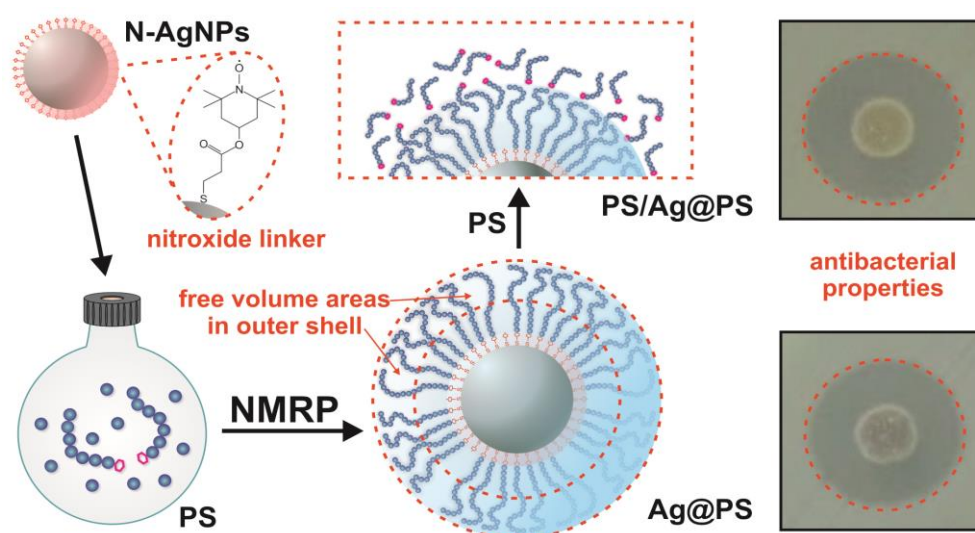 N-AgNPs
O
N
O
O
S
nitroxide linker
PS/Ag@PS
PS
antibacterial
properties
free volume areas
in outer shell
NMRP
PS
Ag@PS